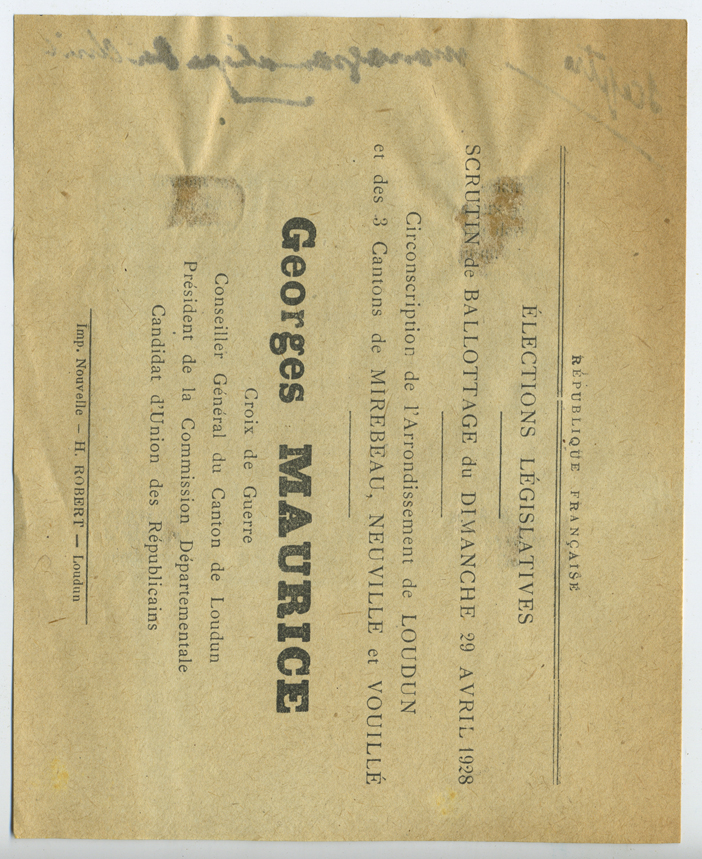 RÉPUBLIQUE FRANÇAISE
ÉLECTIONS LÉGISLATIVES
SCRUTIN de BALLOTTAGE du DIMANCHE 29 AVRIL 1928
Circonscription de l'Arrondissement de LOUDUN
et des 3 Cantons de MIREBEAU, NEUVILLE et VOUILLÉ
Georges MAURICE
Croix de Guerre
Conseiller Général du Canton de Loudun
Président de la Commission Départementale
Candidat d'Union des Républicains
Imp. Nouvelle — H. ROBERT — Loudun